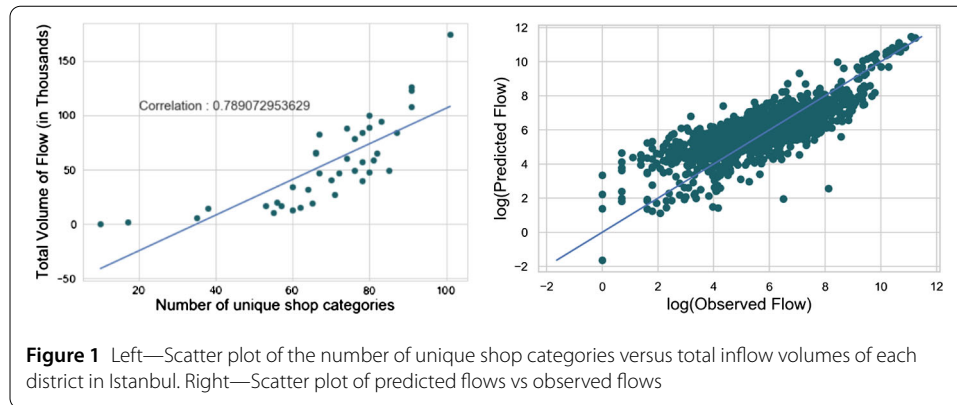 Total Volume of Flow (in Thousands)
150
100
50
0
−50
Correlation : 0.789072953629
20 40 60 80 100
Number of unique shop categories
log(Predicted Flow)
12
10
8
6
4
2
0
−2
−2 0 2 4 6 8 10 12
log(Observed Flow)
Figure 1 Left—Scatter plot of the number of unique shop categories versus total inflow volumes of each
district in Istanbul. Right—Scatter plot of predicted flows vs observed flows